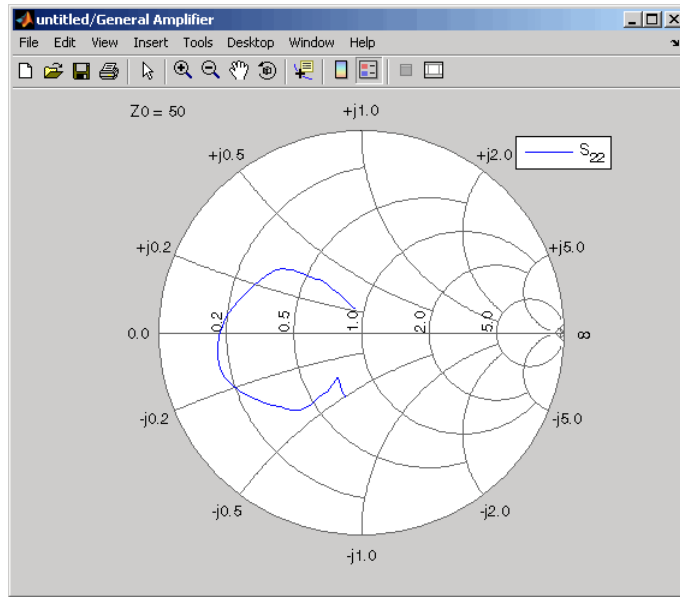 untitled/General Amplifier
File Edit View Insert Tools Desktop Window Help
Z0 = 50
+j1.0
+j0.5
+j2.0
S22
+j0.2
+j5.0
0.0
0.2
0.5
1.0
2.0
5.0
∞
-j0.2
-j5.0
-j0.5
-j2.0
-j1.0